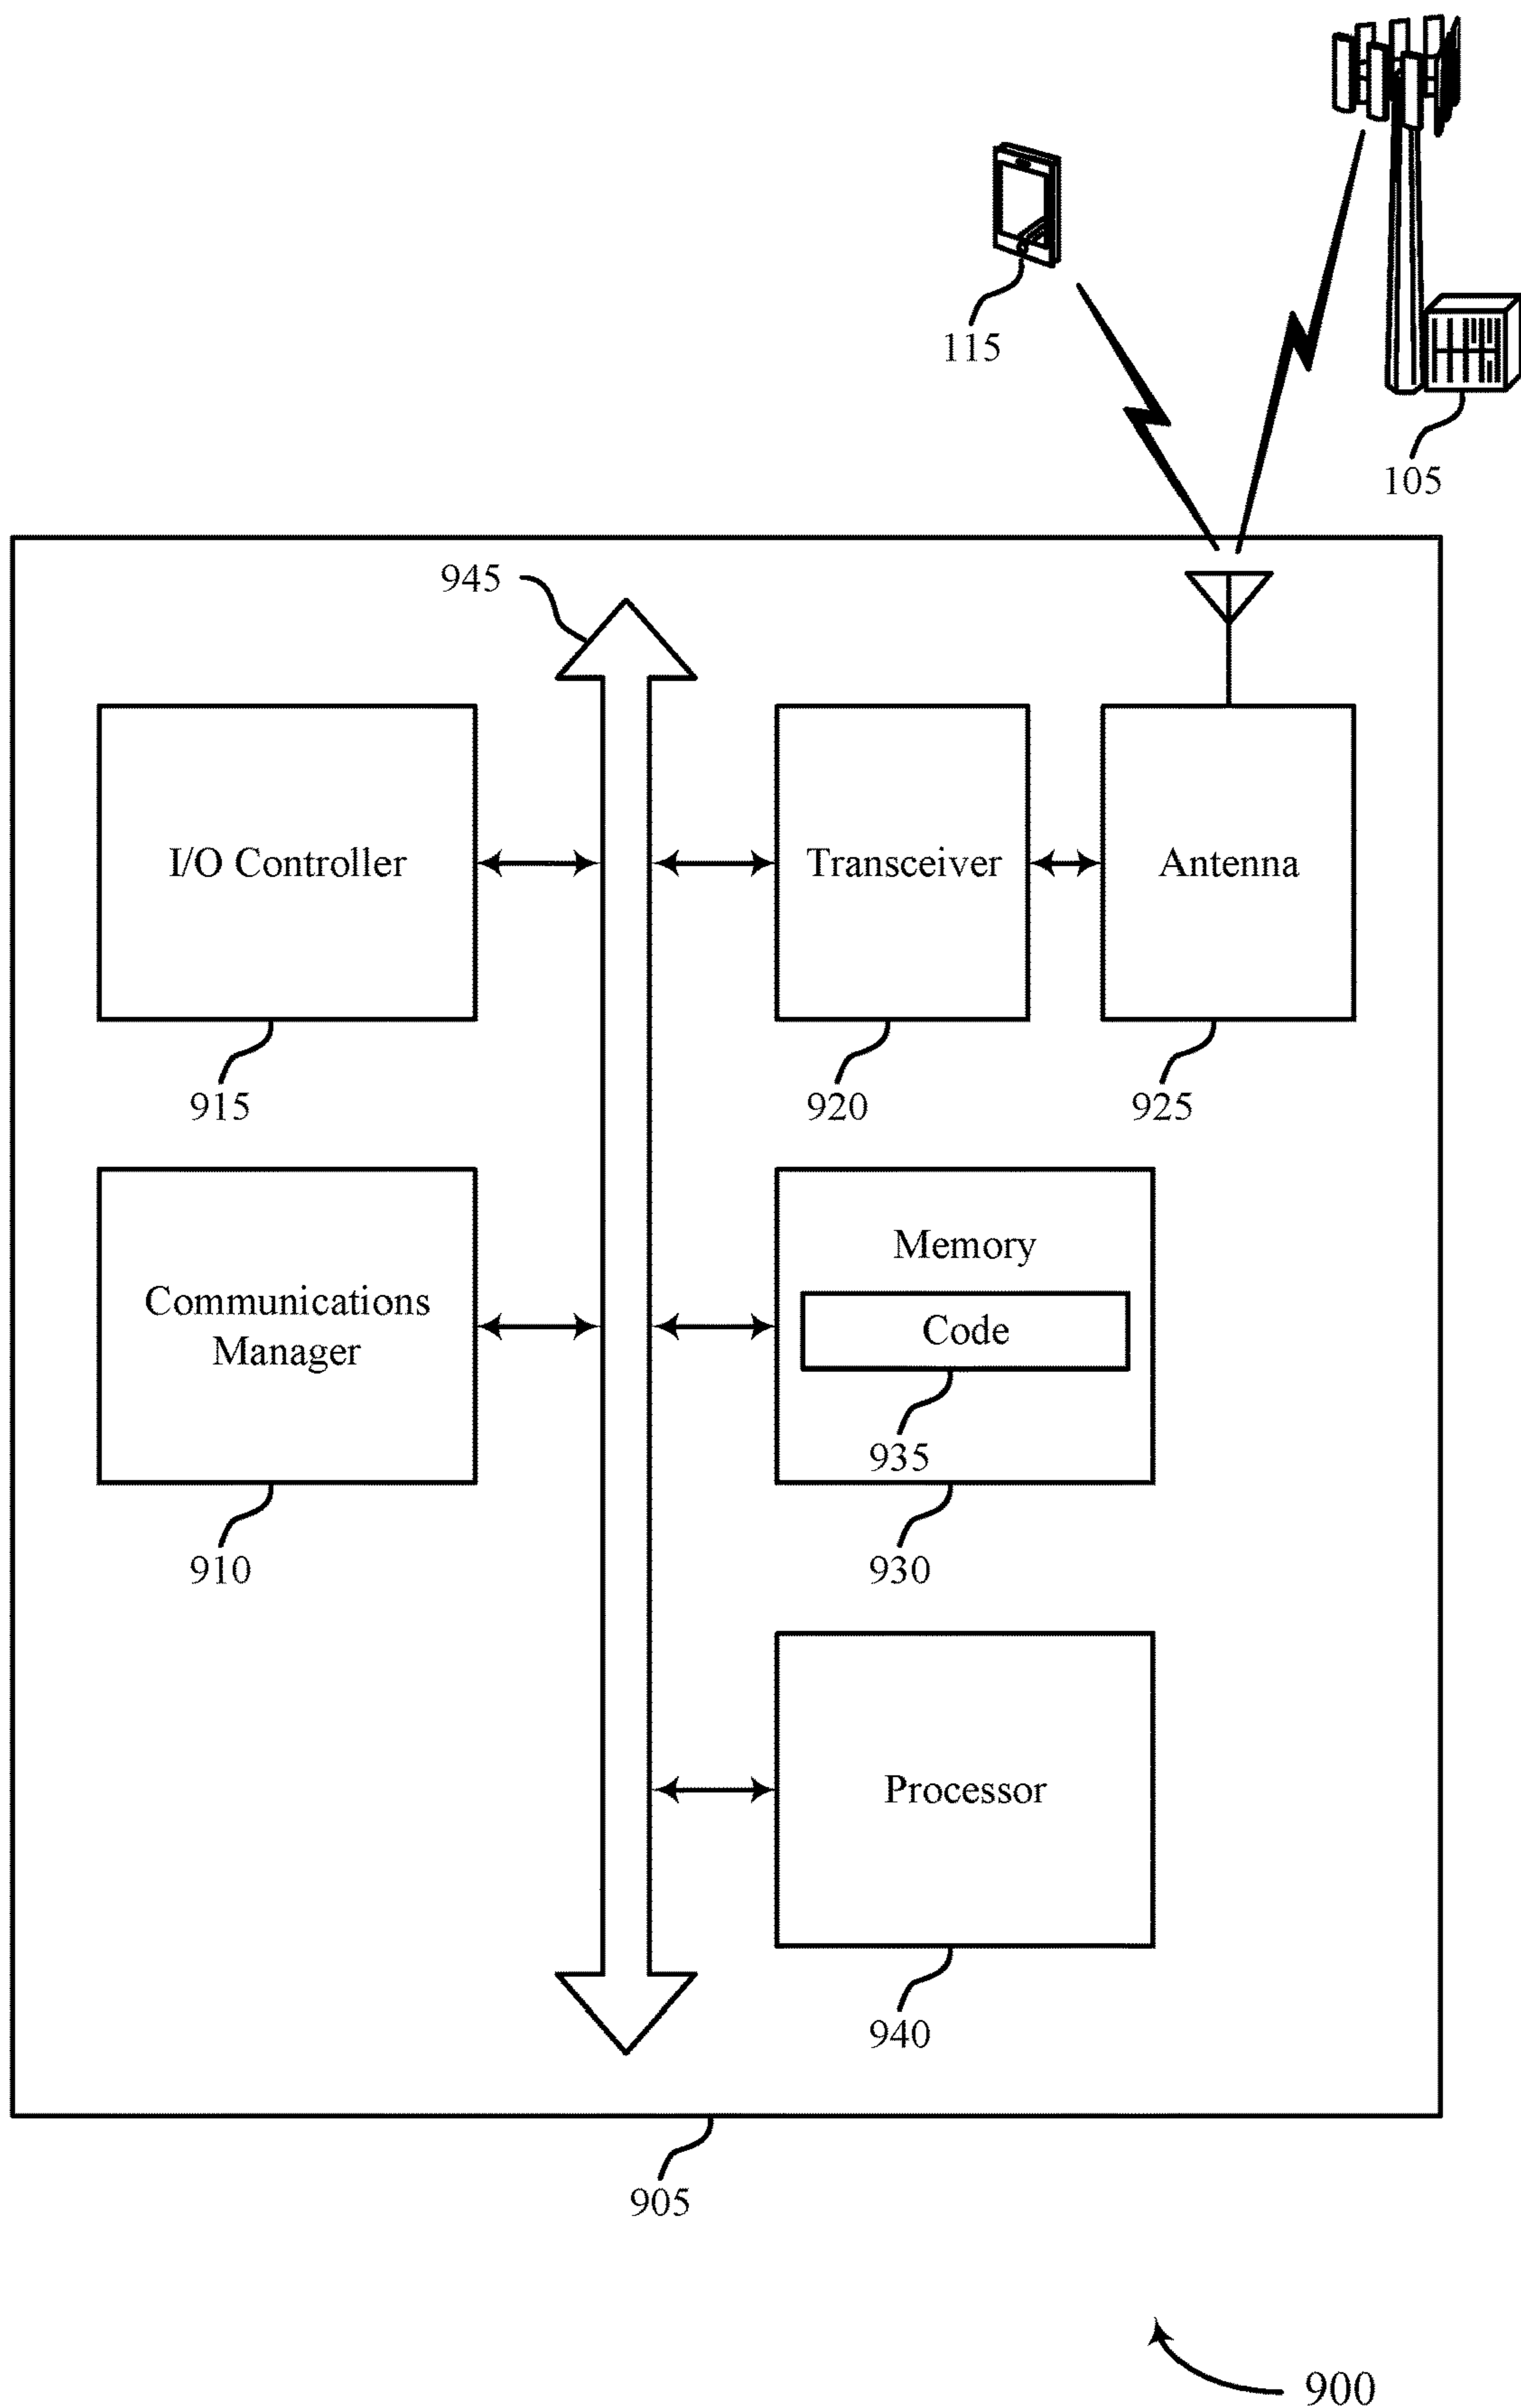 115
105
945
I/O Controller
Transceiver
Antenna
915
920
925
Communications
Manager
Memory
Code
935
910
930
Processor
940
905
900